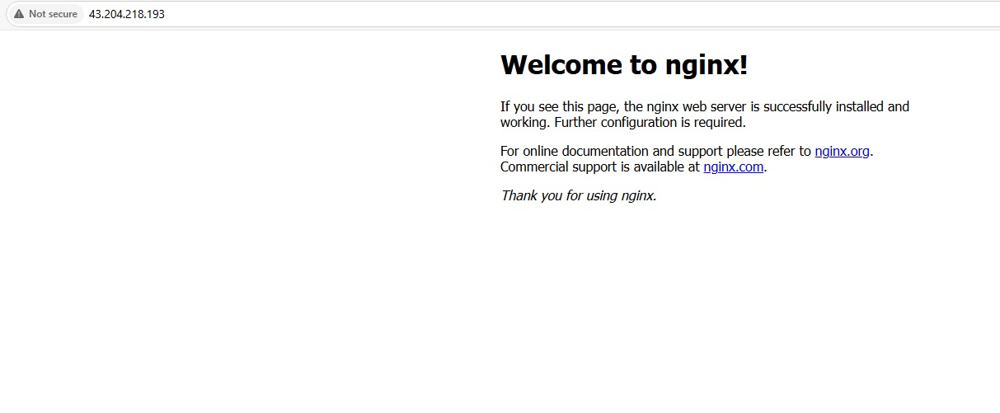 Not secure 43.204.218.193
Welcome to nginx!
If you see this page, the nginx web server is successfully installed and
working. Further configuration is required.
For online documentation and support please refer to nginx.org.
Commercial support is available at nginx.com.
Thank you for using nginx.